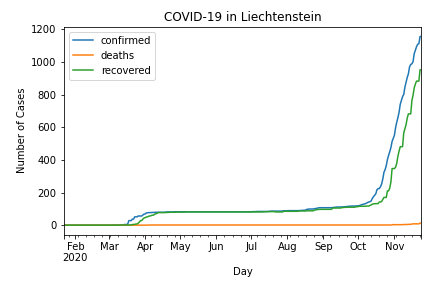 COVID-19 in Liechtenstein
confirmed
deaths
recovered
Number of Cases
1200
1000
800
600
400
200
0
Feb Mar Apr May Jun Jul Aug Sep Oct Nov
2020
Day